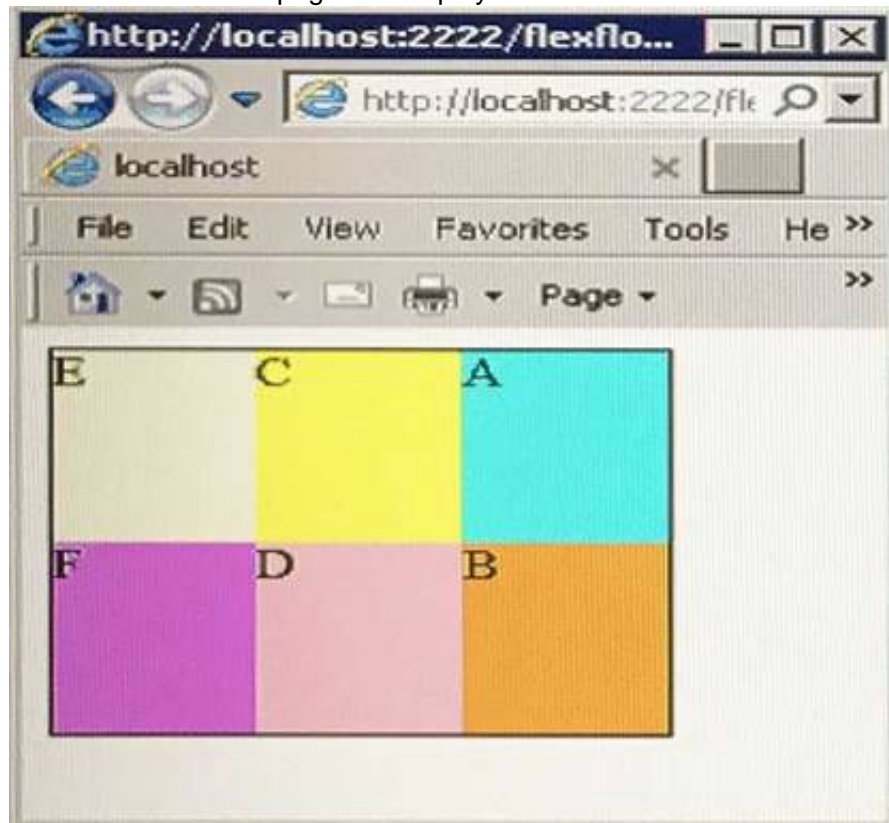 http://localhost:2222/flexflo...
http://localhost:2222/fle
localhost
File Edit View Favorites Tools He »
Page »
E C A
F D B